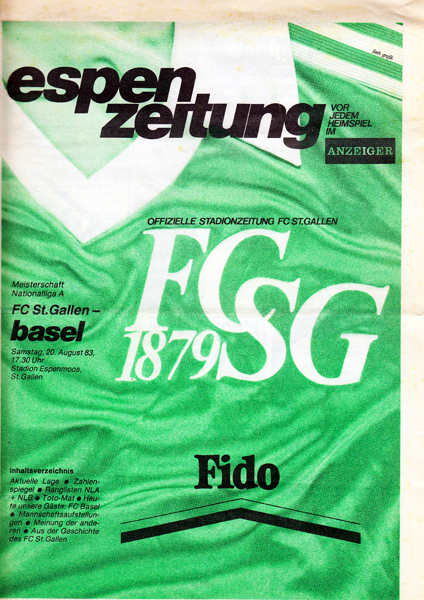 espen
zeitung
VOR
JEDEM
HEIMSPIEL
IM
ANZEIGER
OFFIZIELLE STADIONZEITUNG FC ST.GALLEN
FC
SG
1879
Meisterschaft
Nationalliga A
FC St.Gallen –
basel
Samstag, 20. August 83,
17.30 Uhr
Stadion Espenmoos,
St.Gallen
Fido
Inhaltsverzeichnis
Aktuelle Lage ● Zahlen-
spiegel ● Ranglisten NLA
+ NLB ● Toto-Mat ● Heu-
te unsere Gäste: FC Basel
● Mannschaftsaufstellun-
gen ● Meinung der ande-
ren ● Aus der Geschichte
des FC St.Gallen